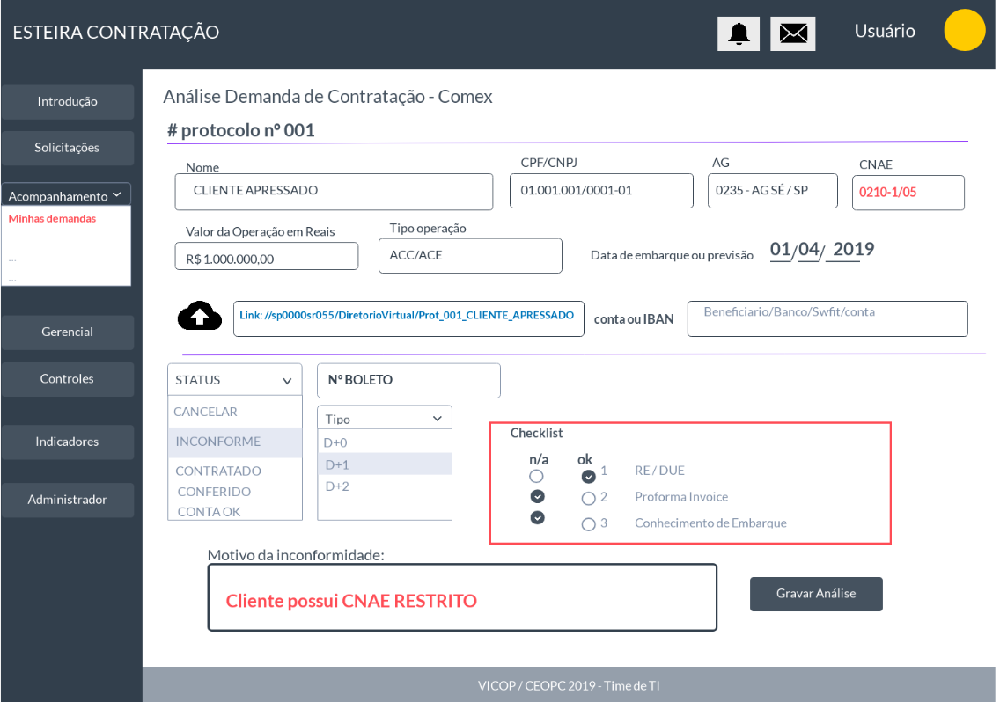 ESTEIRA CONTRATAÇÃO
Usuário
Introdução
Solicitações
Acompanhamento
Minhas demandas
...
...
Gerencial
Controles
Indicadores
Administrador
Análise Demanda de Contratação - Comex
# protocolo nº 001
Nome
CPF/CNPJ
AG
CNAE
CLIENTE APRESSADO
01.001.001/0001-01
0235 - AG SÉ / SP
0210-1/05
Valor da Operação em Reais
Tipo operação
R$ 1.000.000,00
ACC/ACE
Data de embarque ou previsão
01/04/ 2019
Link: //sp0000sr055/DiretorioVirtual/Prot_001_CLIENTE_APRESSADO
conta ou IBAN
Beneficiario/Banco/Swfit/conta
STATUS
CANCELAR
INCONFORME
CONTRATADO
CONFERIDO
CONTA OK
Nº BOLETO
Tipo
D+0
D+1
D+2
Checklist
n/a ok
1 RE / DUE
2 Proforma Invoice
3 Conhecimento de Embarque
Motivo da inconformidade:
Cliente possui CNAE RESTRITO
Gravar Análise
VICOP / CEOPC 2019 - Time de TI